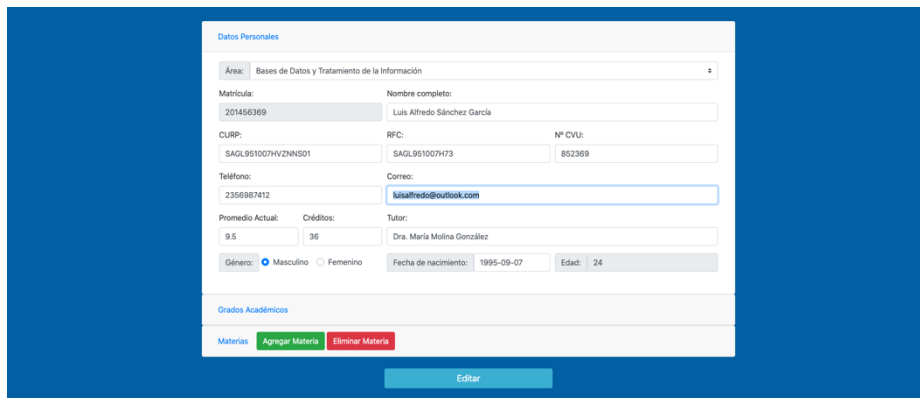 Datos Personales
Área: Bases de Datos y Tratamiento de la Información
Matrícula: Nombre completo:
201456369 Luis Alfredo Sánchez García
CURP: RFC: Nº CVU:
SAGL951007HVZNNS01 SAGL951007H73 852369
Teléfono: Correo:
2356987412 luisalfredo@outlook.com
Promedio Actual: Créditos: Tutor:
9.5 36 Dra. María Molina González
Género: Masculino Femenino Fecha de nacimiento: 1995-09-07 Edad: 24
Grados Académicos
Materias Agregar Materia Eliminar Materia
Editar